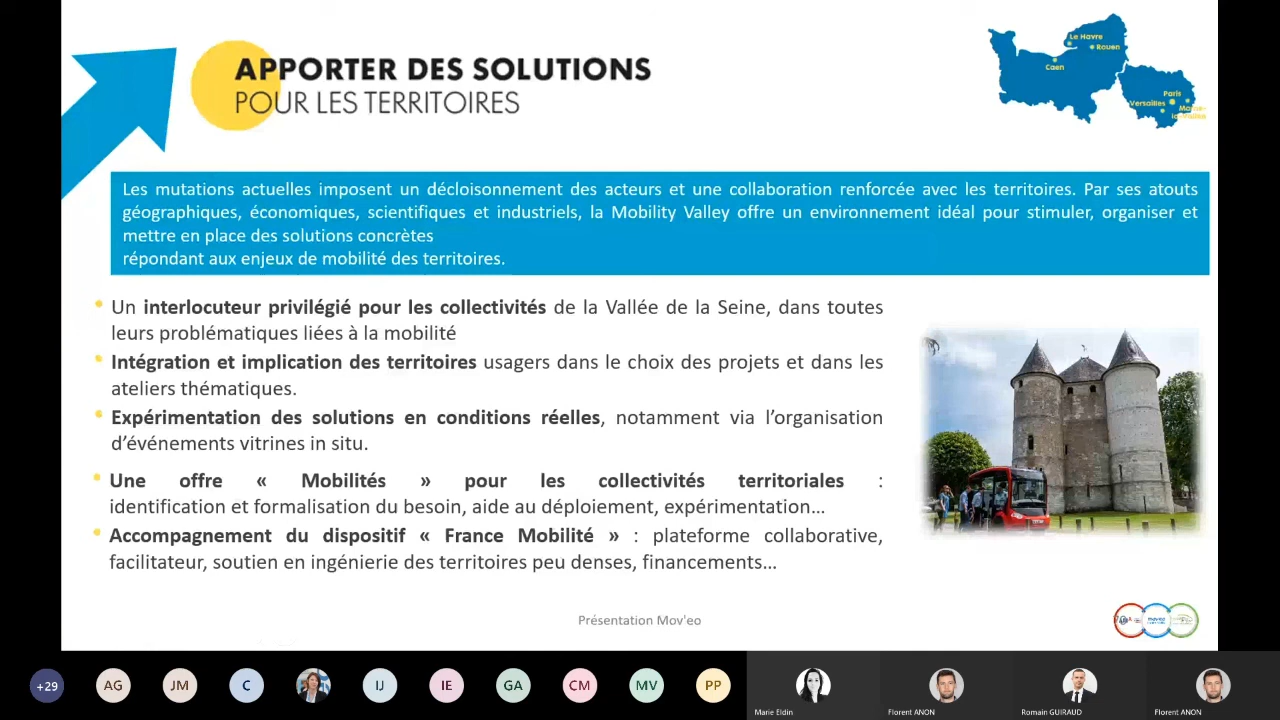 APPORTER DES SOLUTIONS
POUR LES TERRITOIRES
Le Havre
Rouen
Caen
Paris
Versailles
Les mutations actuelles imposent un décloisonnement des acteurs et une collaboration renforcée avec les territoires. Par ses atouts
géographiques, économiques, scientifiques et industriels, la Mobility Valley offre un environnement idéal pour stimuler, organiser et
mettre en place des solutions concrètes
répondant aux enjeux de mobilité des territoires.
• Un interlocuteur privilégié pour les collectivités de la Vallée de la Seine, dans toutes
leurs problématiques liées à la mobilité
• Intégration et implication des territoires usagers dans le choix des projets et dans les
ateliers thématiques.
• Expérimentation des solutions en conditions réelles, notamment via l’organisation
d’événements vitrines in situ.
• Une offre « Mobilités » pour les collectivités territoriales :
identification et formalisation du besoin, aide au déploiement, expérimentation…
• Accompagnement du dispositif « France Mobilité » : plateforme collaborative,
facilitateur, soutien en ingénierie des territoires peu denses, financements…
Présentation Mov'eo
+29
AG
JM
C
IJ
IE
GA
CM
MV
PP
Marie Eldin
Florent ANON
Romain GUIRAUD
Florent ANON